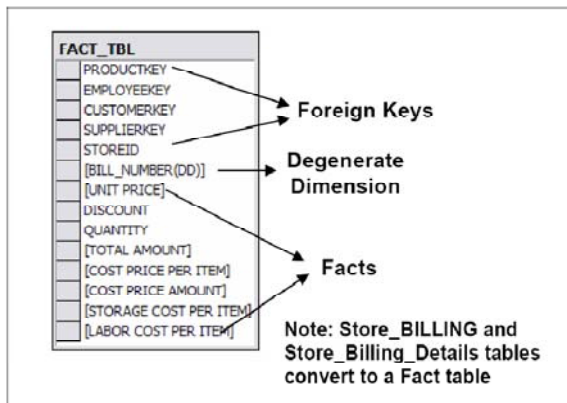 FACT_TBL
PRODUCTKEY
EMPLOYEEKEY
CUSTOMERKEY
SUPPLIERKEY
STOREID
[BILL_NUMBER(DD)]
[UNIT PRICE]
DISCOUNT
QUANTITY
[TOTAL AMOUNT]
[COST PRICE PER ITEM]
[COST PRICE AMOUNT]
[STORAGE COST PER ITEM]
[LABOR COST PER ITEM]
Foreign Keys
Degenerate
Dimension
Facts
Note: Store_BILLING and
Store_Billing_Details tables
convert to a Fact table